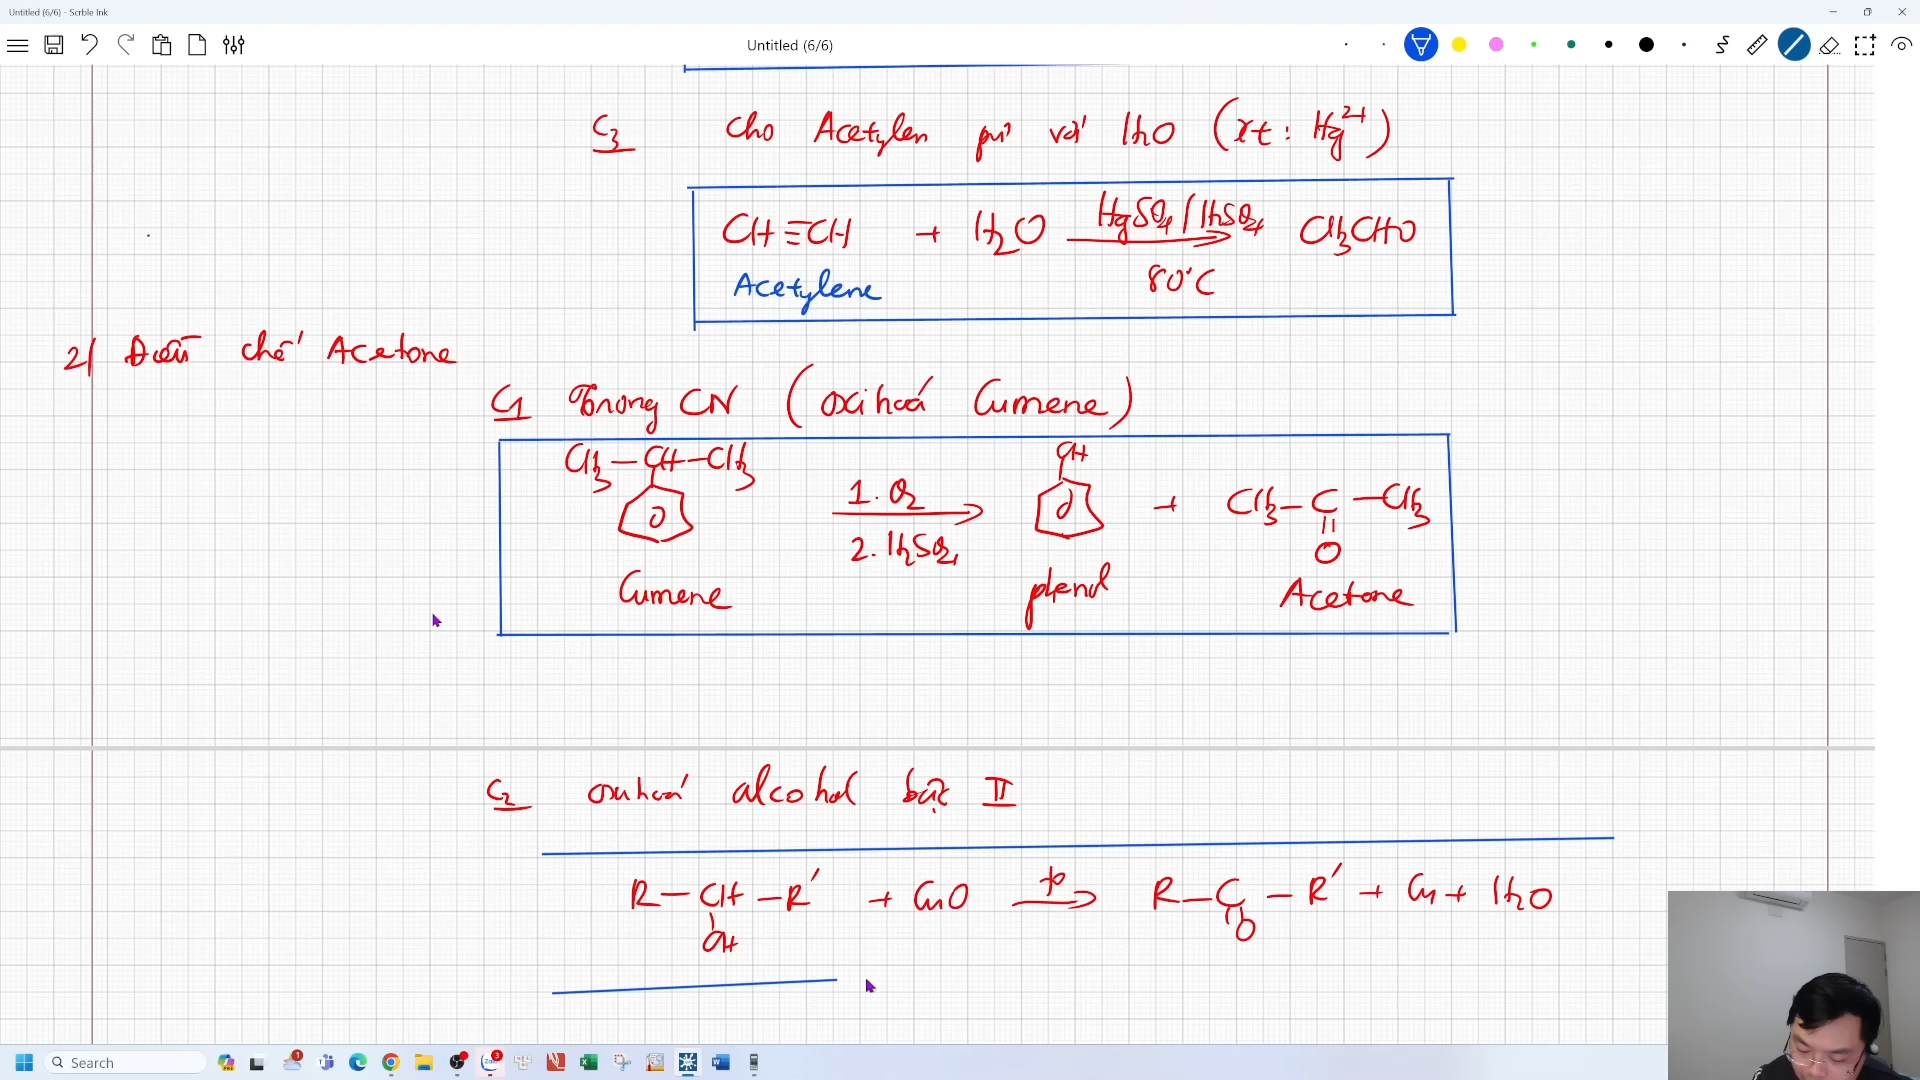 Untitled (6/6) - Scrble Ink
Untitled (6/6)
C3 cho Acetylen pứ với H2O (xt: Hg2+)
CH≡CH + H2O HgSO4/H2SO4 CH3CHO
Acetylene 80°C
2/ Điều chế Acetone
C1 Trong CN (oxi hoá Cumene)
CH3—CH—CH3 1. O2 OH + CH3—C—CH3
2. H2SO4 O
Cumene phenol Acetone
C2 oxi hoá alcohol bậc II
R—CH—R' + CuO t° R—C—R' + Cu + H2O
OH O
Search